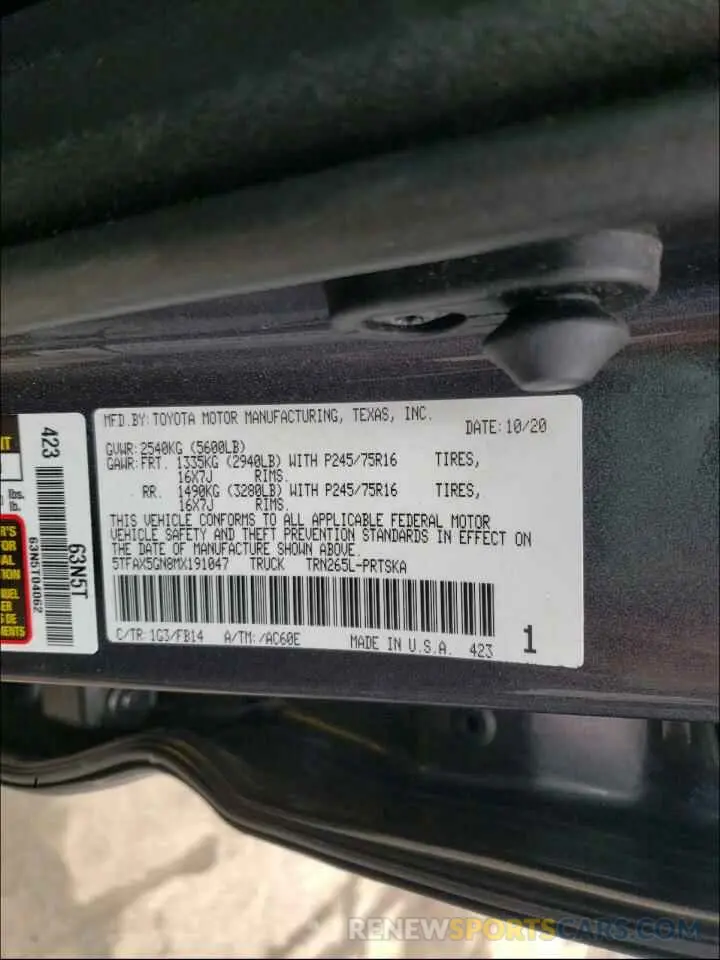 MFD.BY:TOYOTA MOTOR MANUFACTURING, TEXAS, INC.
DATE:10/20
GVWR:2540KG (5600LB)
GAWR:FRT. 1335KG (2940LB) WITH P245/75R16 TIRES,
16X7J RIMS.
RR. 1490KG (3280LB) WITH P245/75R16 TIRES,
16X7J RIMS.
THIS VEHICLE CONFORMS TO ALL APPLICABLE FEDERAL MOTOR
VEHICLE SAFETY AND THEFT PREVENTION STANDARDS IN EFFECT ON
THE DATE OF MANUFACTURE SHOWN ABOVE.
5TFAX5GN8MX191047 TRUCK TRN265L-PRTSKA
C/TR:1G3/FB14 A/TM:/AC60E MADE IN U.S.A. 423
1
423
63N5T
63N5T04062
lbs.
lb.
RENEWSPORTSCARS.COM